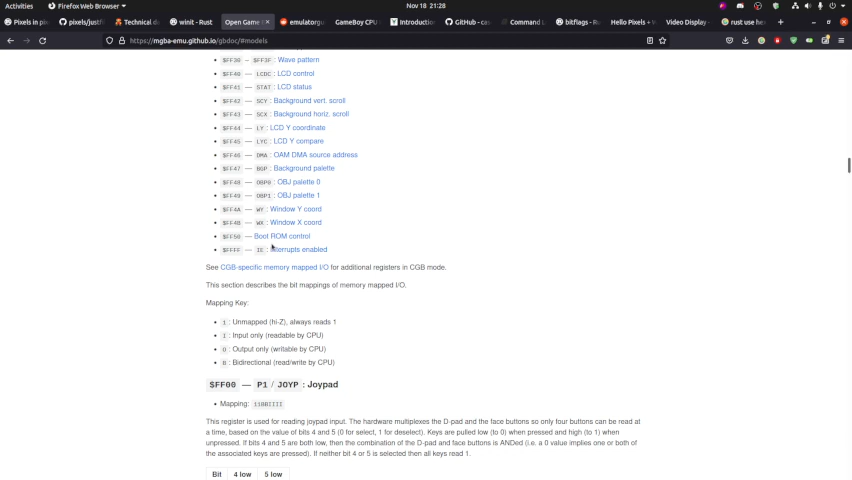 Activities Firefox Web Browser Nov 18 21:28
Pixels in pi pixels/justf Technical do winit - Rust Open Game × emulator GameBoy CPU Introduction GitHub - ca Command L bitflags - Rust Hello Pixels + W Video Display rust use he
https://mgba-emu.github.io/gbdoc/#models
$FF30 – $FF3F : Wave pattern
$FF40 — LCDC : LCD control
$FF41 — STAT : LCD status
$FF42 — SCY : Background vert. scroll
$FF43 — SCX : Background horiz. scroll
$FF44 — LY : LCD Y coordinate
$FF45 — LYC : LCD Y compare
$FF46 — DMA : OAM DMA source address
$FF47 — BGP : Background palette
$FF48 — OBP0 : OBJ palette 0
$FF49 — OBP1 : OBJ palette 1
$FF4A — WY : Window Y coord
$FF4B — WX : Window X coord
$FF50 — Boot ROM control
$FFFF — IE : Interrupts enabled
See CGB-specific memory mapped I/O for additional registers in CGB mode.
This section describes the bit mappings of memory mapped I/O.
Mapping Key:
1 : Unmapped (hi-Z), always reads 1
I : Input only (readable by CPU)
O : Output only (writable by CPU)
B : Bidirectional (read/write by CPU)
$FF00 — P1 / JOYP : Joypad
Mapping: 11BBIIII
This register is used for reading joypad input. The hardware multiplexes the D-pad and the face buttons so only four buttons can be read at
a time, based on the value of bits 4 and 5 (0 for select, 1 for deselect). Keys are pulled low (to 0) when pressed and high (to 1) when
unpressed. If bits 4 and 5 are both low, then the combination of the D-pad and face buttons is ANDed (i.e. a 0 value implies one or both of
the associated keys are pressed). If neither bit 4 or 5 is selected then all keys read 1.
Bit 4 low 5 low